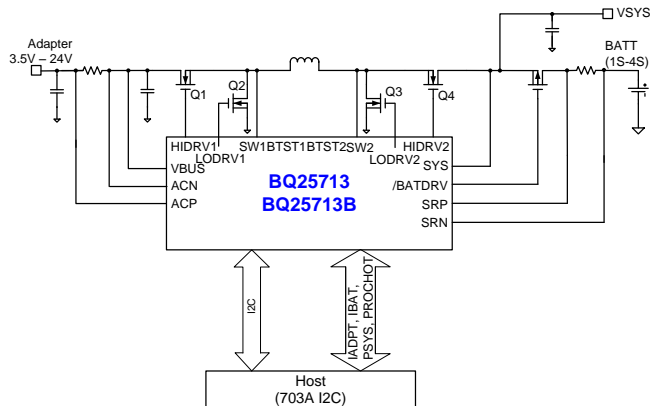 VSYS
Adapter
3.5V – 24V
BATT
(1S-4S)
Q1
Q2
Q3
Q4
HIDRV1
LODRV1
SW1
BTST1
BTST2
SW2
LODRV2
HIDRV2
VBUS
ACN
ACP
BQ25713
BQ25713B
SYS
/BATDRV
SRP
SRN
I2C
IADPT, IBAT,
PSYS, PROCHOT
Host
(703A I2C)